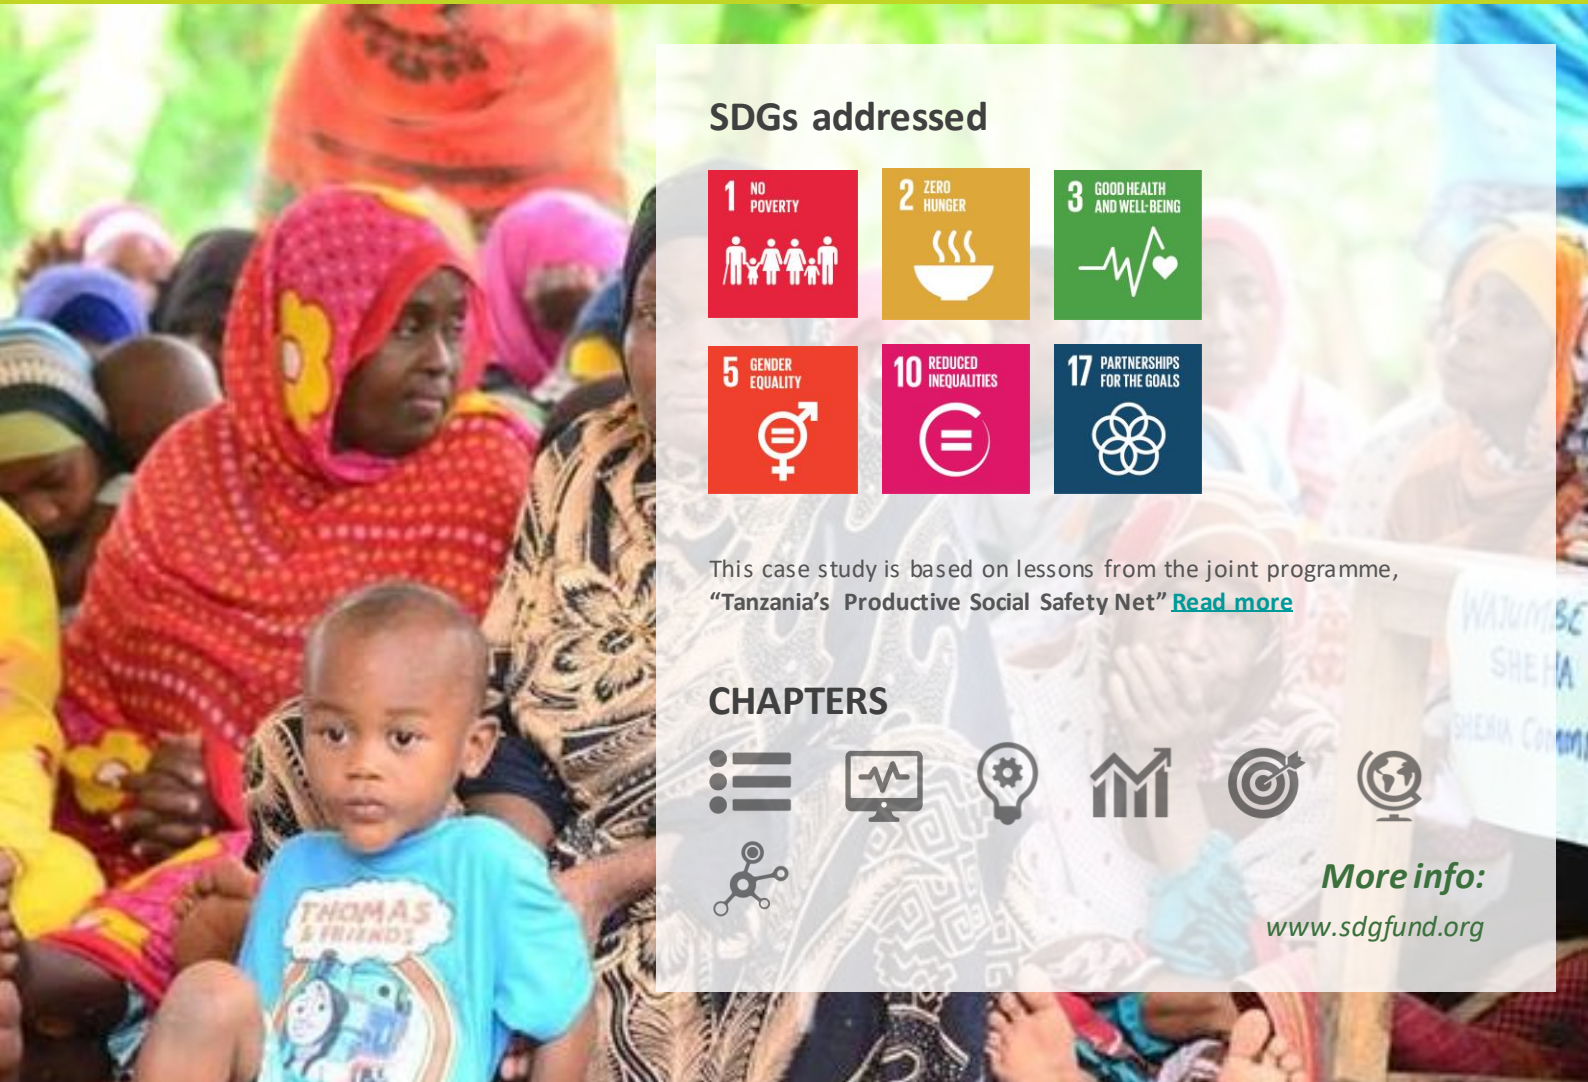 SDGs addressed
1 NO
POVERTY
2 ZERO
HUNGER
3 GOOD HEALTH
AND WELL-BEING
5 GENDER
EQUALITY
10 REDUCED
INEQUALITIES
17 PARTNERSHIPS
FOR THE GOALS
This case study is based on lessons from the joint programme,
“Tanzania’s Productive Social Safety Net” Read more
CHAPTERS
More info:
www.sdgfund.org
THOMAS
& FRIENDS
WAJUMBE
SHEHA
SHEHIA